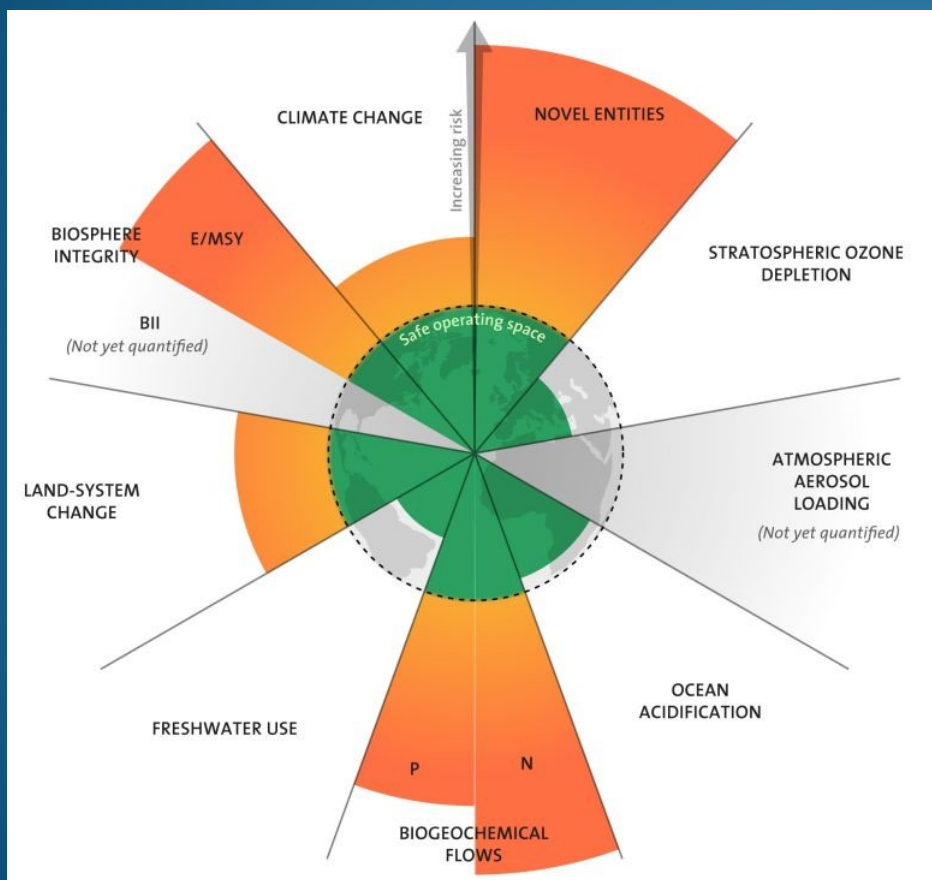 CLIMATE CHANGE
Increasing risk
NOVEL ENTITIES
BIOSPHERE
INTEGRITY
E/MSY
BII
(Not yet quantified)
STRATOSPHERIC OZONE
DEPLETION
Safe operating space
ATMOSPHERIC
AEROSOL
LOADING
(Not yet quantified)
LAND-SYSTEM
CHANGE
OCEAN
ACIDIFICATION
FRESHWATER USE
P
N
BIOGEOCHEMICAL
FLOWS